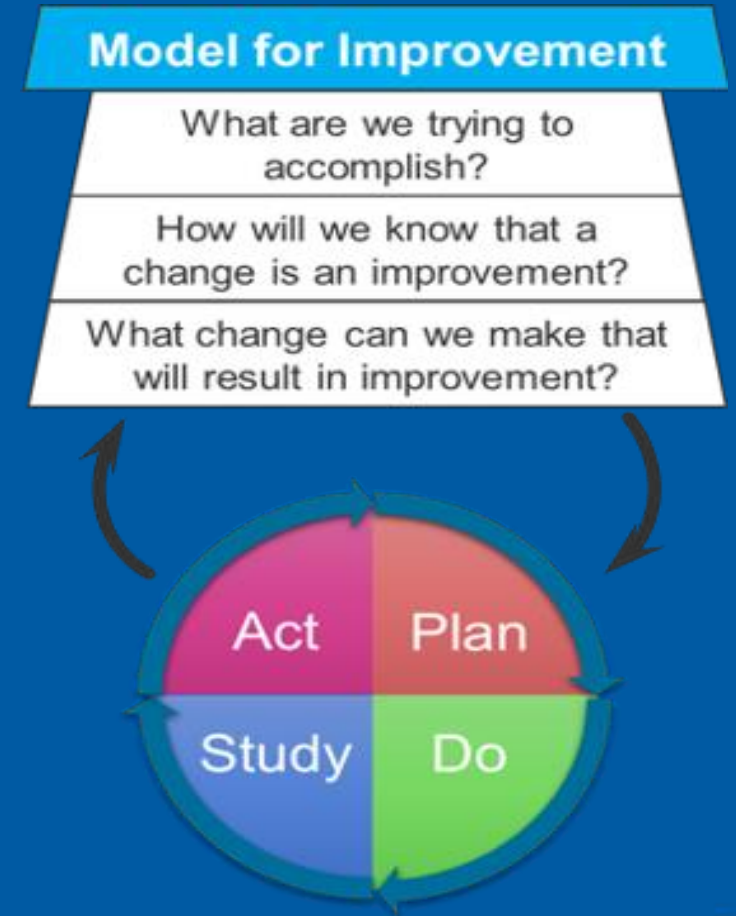 Model for Improvement
What are we trying to
accomplish?
How will we know that a
change is an improvement?
What change can we make that
will result in improvement?
Act
Plan
Study
Do